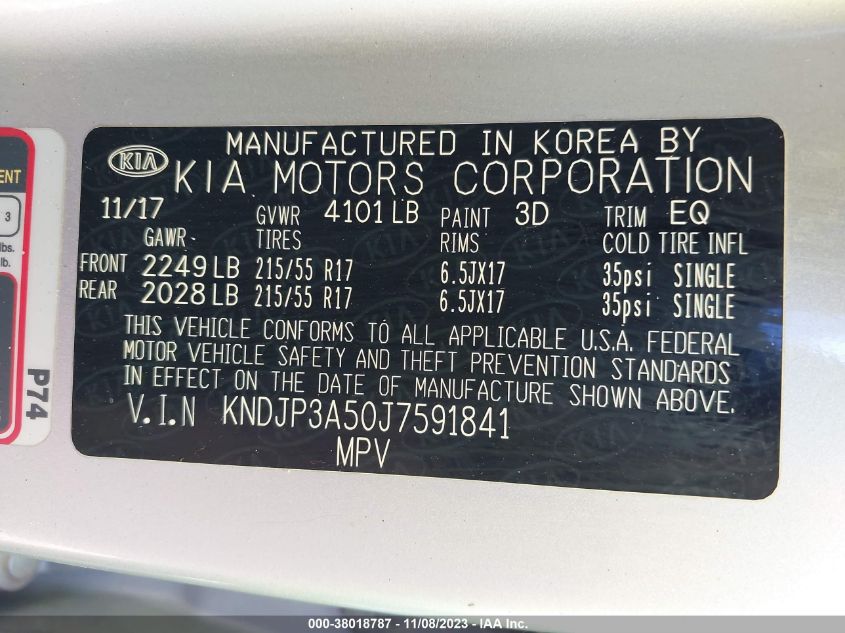 MANUFACTURED IN KOREA BY
KIA KIA MOTORS CORPORATION
11/17 GVWR 4101 LB PAINT 3D TRIM EQ
GAWR TIRES RIMS COLD TIRE INFL
FRONT 2249 LB 215/55 R17 6.5JX17 35psi SINGLE
REAR 2028 LB 215/55 R17 6.5JX17 35psi SINGLE
THIS VEHICLE CONFORMS TO ALL APPLICABLE U.S.A. FEDERAL
MOTOR VEHICLE SAFETY AND THEFT PREVENTION STANDARDS
IN EFFECT ON THE DATE OF MANUFACTURE SHOWN ABOVE.
V.I.N KNDJP3A50J7591841
MPV
3
lbs.
lb.
P74
000-38018787 - 11/08/2023 - IAA Inc.